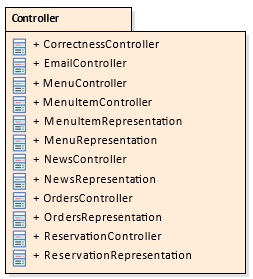 Controller
+ CorrectnessController
+ EmailController
+ MenuController
+ MenuItemController
+ MenuItemRepresentation
+ MenuRepresentation
+ NewsController
+ NewsRepresentation
+ OrdersController
+ OrdersRepresentation
+ ReservationController
+ ReservationRepresentation